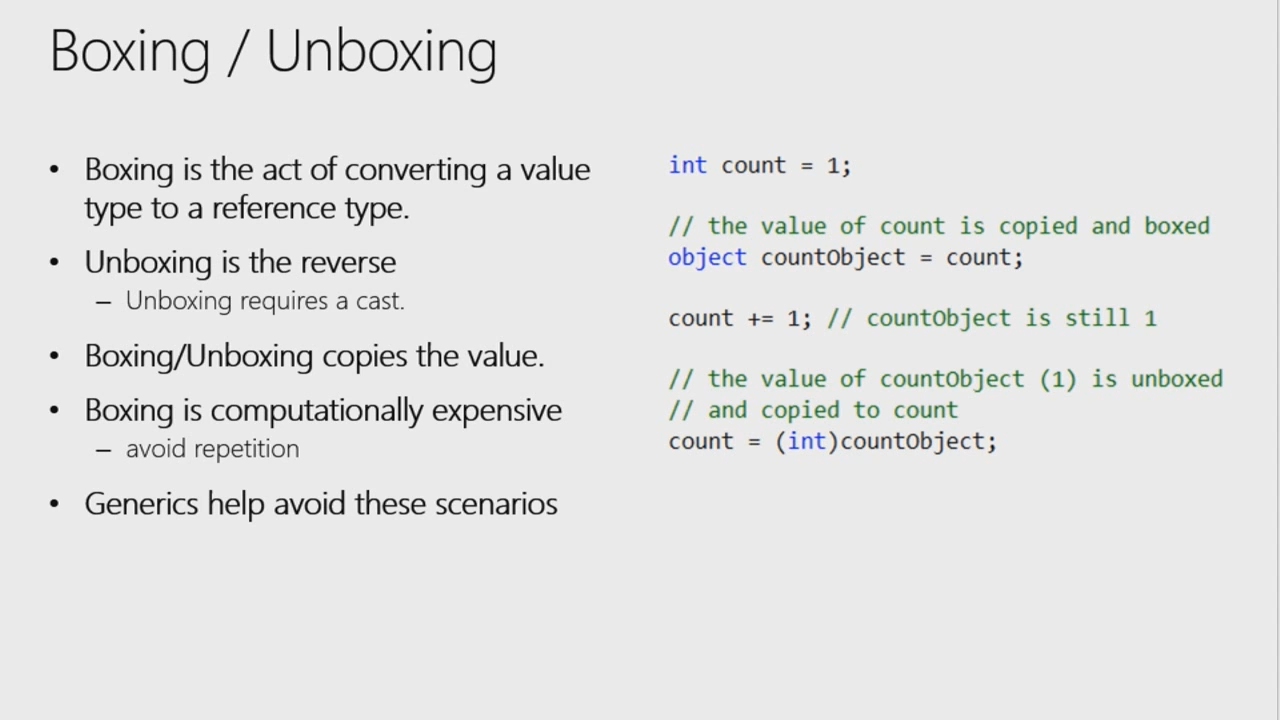 Boxing / Unboxing
• Boxing is the act of converting a value
type to a reference type.
• Unboxing is the reverse
– Unboxing requires a cast.
• Boxing/Unboxing copies the value.
• Boxing is computationally expensive
– avoid repetition
• Generics help avoid these scenarios
int count = 1;
// the value of count is copied and boxed
object countObject = count;
count += 1; // countObject is still 1
// the value of countObject (1) is unboxed
// and copied to count
count = (int)countObject;